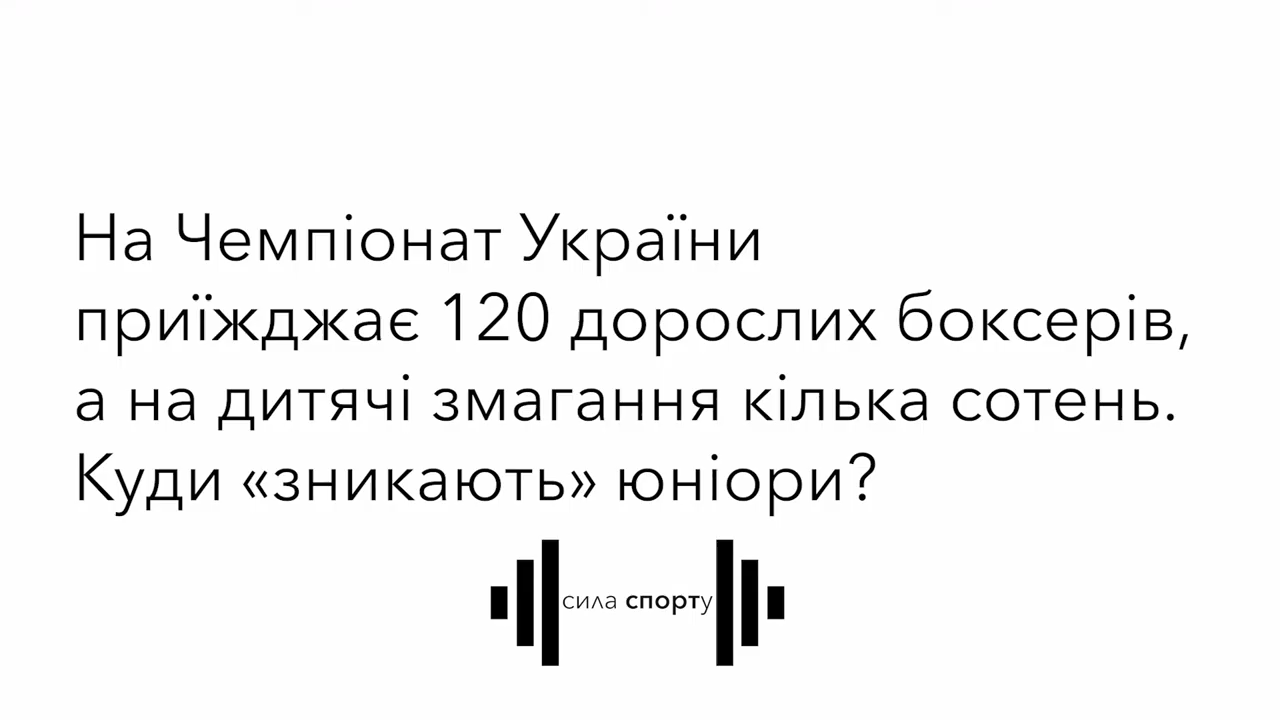 На Чемпіонат України
приїжджає 120 дорослих боксерів,
а на дитячі змагання кілька сотень.
Куди «зникають» юніори?
сила спорту